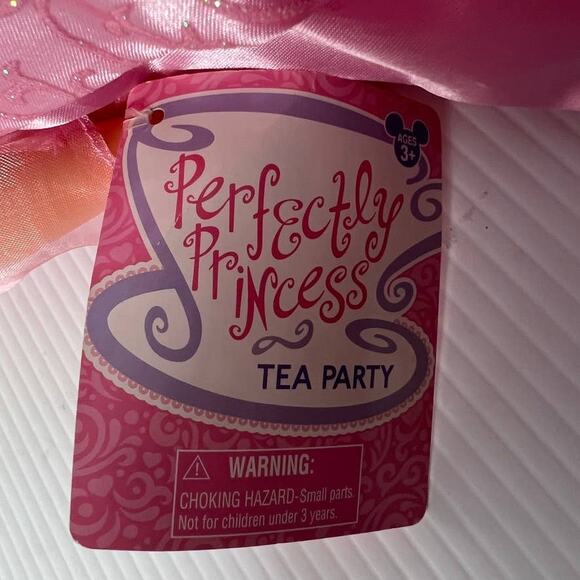 AGES
3+
Perfectly
Princess
TEA PARTY
WARNING:
CHOKING HAZARD-Small parts.
Not for children under 3 years.